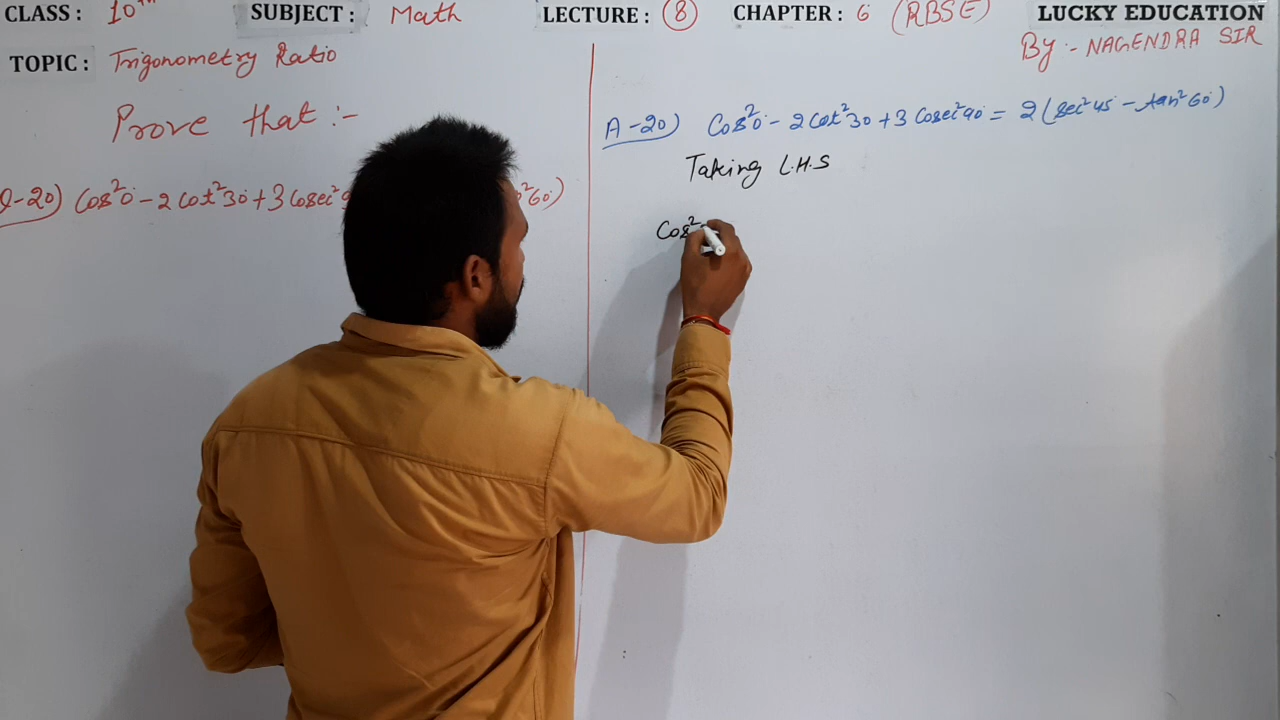 CLASS: 10th SUBJECT: Math LECTURE: 8 CHAPTER: 6 (RBSE) LUCKY EDUCATION
By :- NAGENDRA SIR
TOPIC: Trigonometry Ratio
Prove that :-
Q-20) Cos²0° - 2 Cot²30° + 3 Cosec² ²60°)
A-20) Cos²0° - 2 Cot²30 + 3 Cosec²90° = 2 (sec²45° - tan²60°)
Taking L.H.S
Cos²